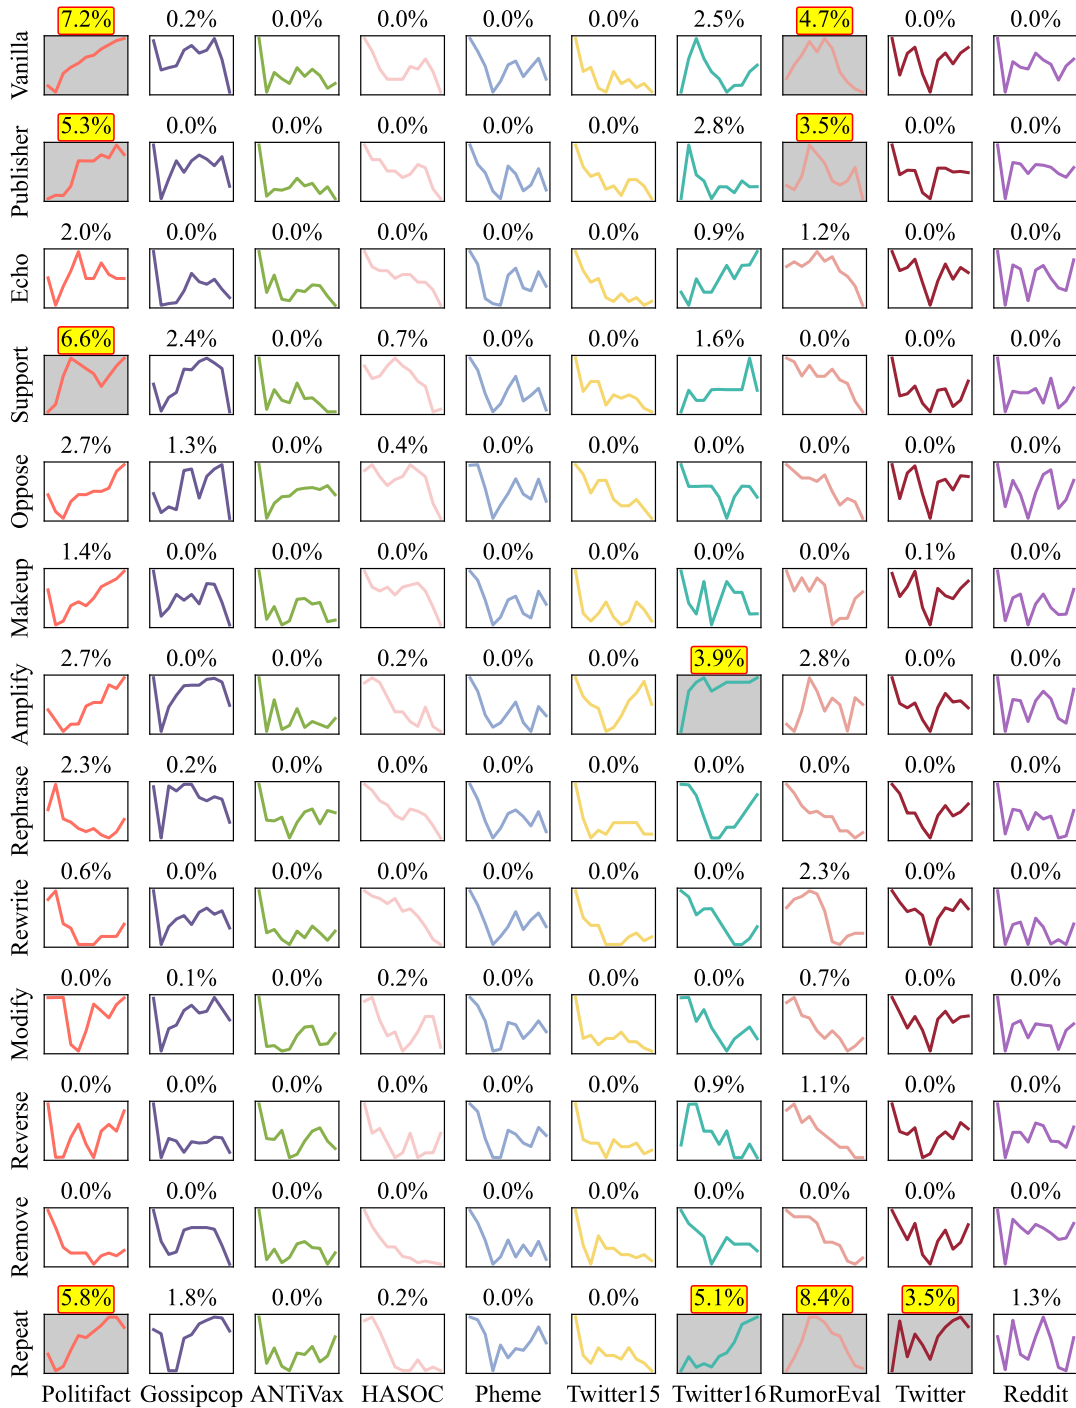 7.2% 0.2% 0.0% 0.0% 0.0% 0.0% 2.5% 4.7% 0.0% 0.0%
Vanilla
5.3% 0.0% 0.0% 0.0% 0.0% 0.0% 2.8% 3.5% 0.0% 0.0%
Publisher
2.0% 0.0% 0.0% 0.0% 0.0% 0.0% 0.9% 1.2% 0.0% 0.0%
Echo
6.6% 2.4% 0.0% 0.7% 0.0% 0.0% 1.6% 0.0% 0.0% 0.0%
Support
2.7% 1.3% 0.0% 0.4% 0.0% 0.0% 0.0% 0.0% 0.0% 0.0%
Oppose
1.4% 0.0% 0.0% 0.0% 0.0% 0.0% 0.0% 0.0% 0.1% 0.0%
Makeup
2.7% 0.0% 0.0% 0.2% 0.0% 0.0% 3.9% 2.8% 0.0% 0.0%
Amplify
2.3% 0.2% 0.0% 0.0% 0.0% 0.0% 0.0% 0.0% 0.0% 0.0%
Rephrase
0.6% 0.0% 0.0% 0.0% 0.0% 0.0% 0.0% 2.3% 0.0% 0.0%
Rewrite
0.0% 0.1% 0.0% 0.2% 0.0% 0.0% 0.0% 0.7% 0.0% 0.0%
Modify
0.0% 0.0% 0.0% 0.0% 0.0% 0.0% 0.9% 1.1% 0.0% 0.0%
Reverse
0.0% 0.0% 0.0% 0.0% 0.0% 0.0% 0.0% 0.0% 0.0% 0.0%
Remove
5.8% 1.8% 0.0% 0.2% 0.0% 0.0% 5.1% 8.4% 3.5% 1.3%
Repeat
Politifact Gossipcop ANTiVax HASOC Pheme Twitter15 Twitter16 RumorEval Twitter Reddit